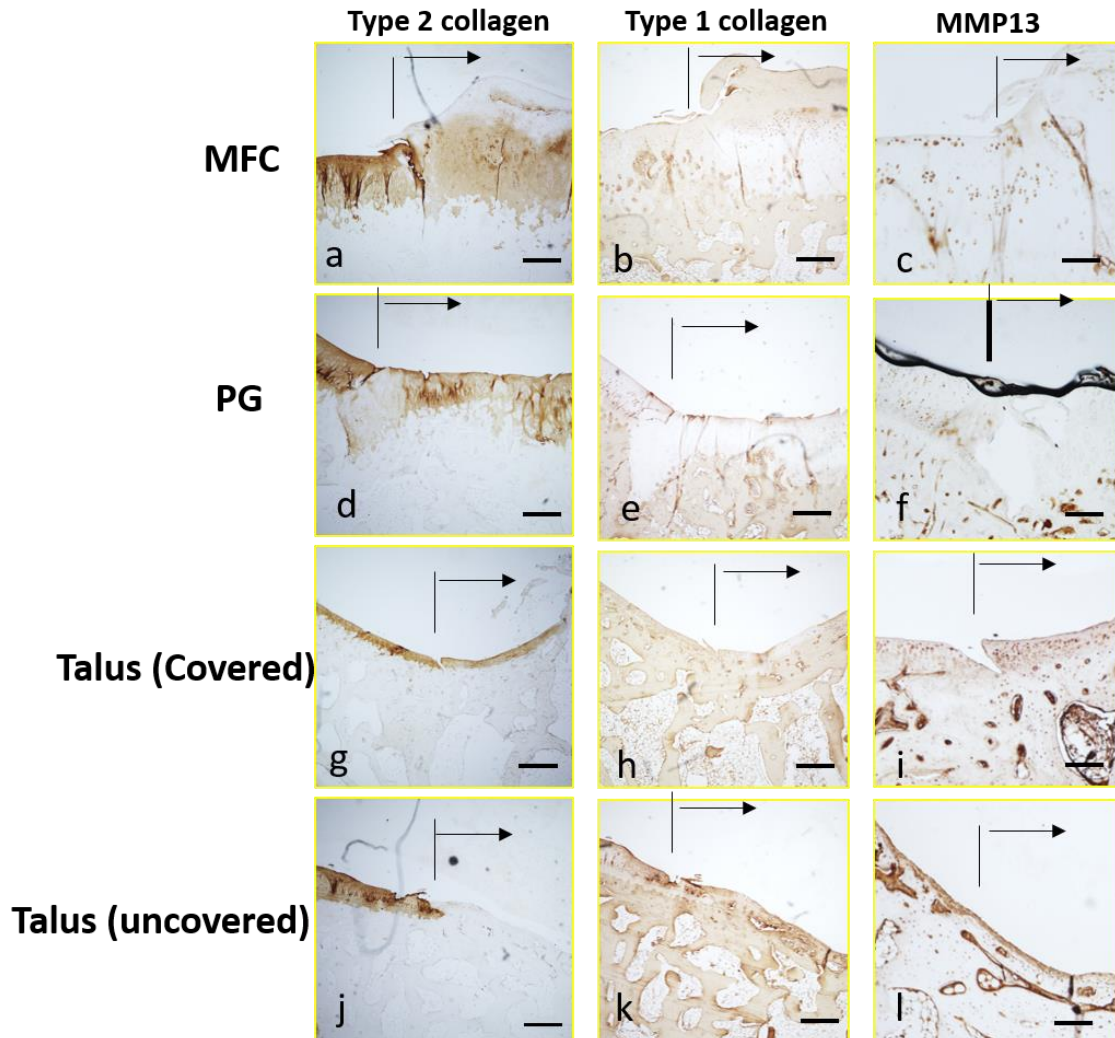 Type 2 collagen Type 1 collagen MMP13
MFC
a b c
PG
d e f
Talus (Covered)
g h i
Talus (uncovered)
j k l